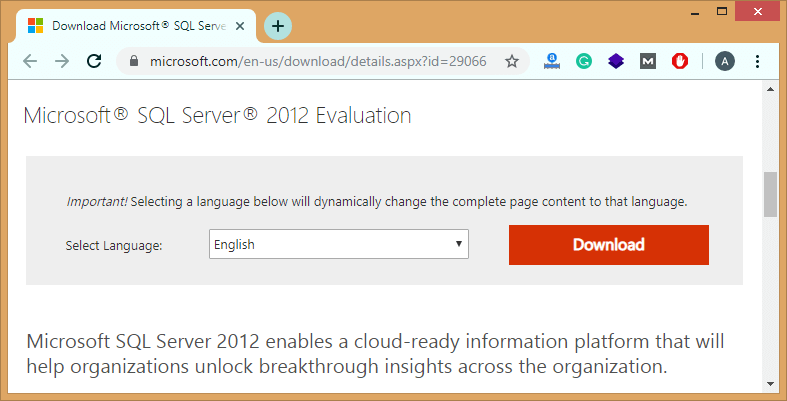 Download Microsoft® SQL Serve
microsoft.com/en-us/download/details.aspx?id=29066
A
Microsoft® SQL Server® 2012 Evaluation
Important! Selecting a language below will dynamically change the complete page content to that language.
Select Language:
English
Download
Microsoft SQL Server 2012 enables a cloud-ready information platform that will
help organizations unlock breakthrough insights across the organization.